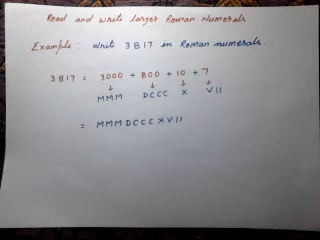 Read and write larger Roman Numerals
Example: Write 3817 in Roman numerals.
3817 = 3000 + 800 + 10 + 7
↓ ↓ ↓ ↓
MMM DCCC X VII
= MMMDCCCXVII